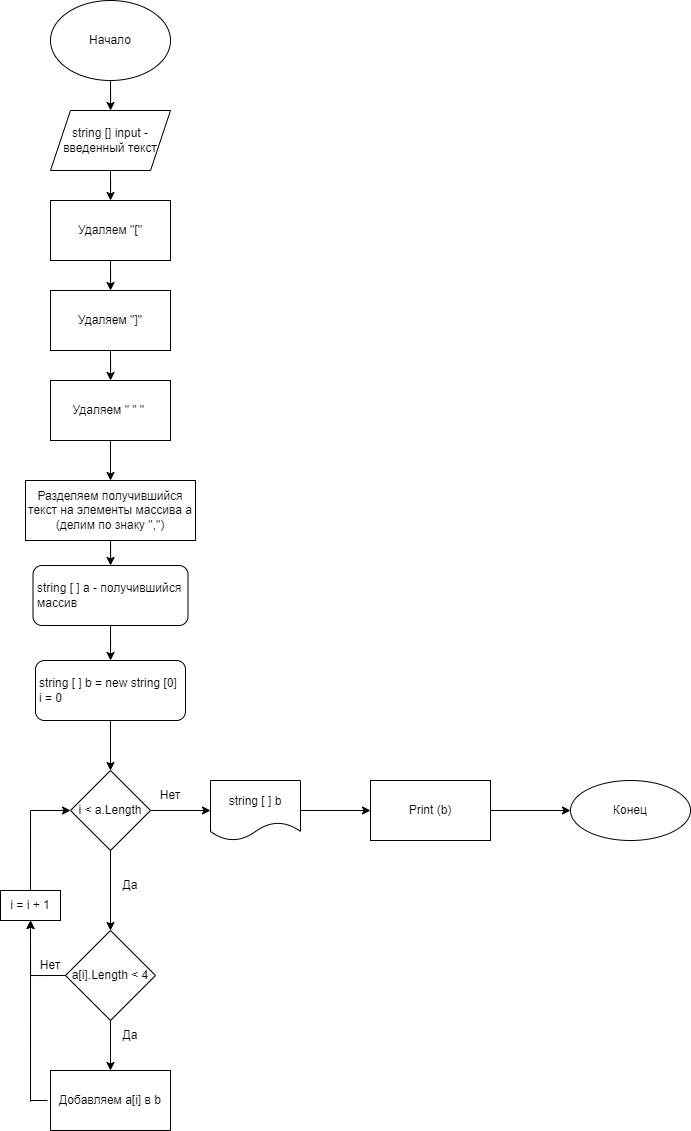 Начало
string [] input -
введенный текст
Удаляем "["
Удаляем "]"
Удаляем " " "
Разделяем получившийся
текст на элементы массива a
(делим по знаку ",")
string [ ] a - получившийся
массив
string [ ] b = new string [0]
i = 0
i < a.Length
Нет
string [ ] b
Print (b)
Конец
Да
i = i + 1
Нет
a[i].Length < 4
Да
Добавляем a[i] в b